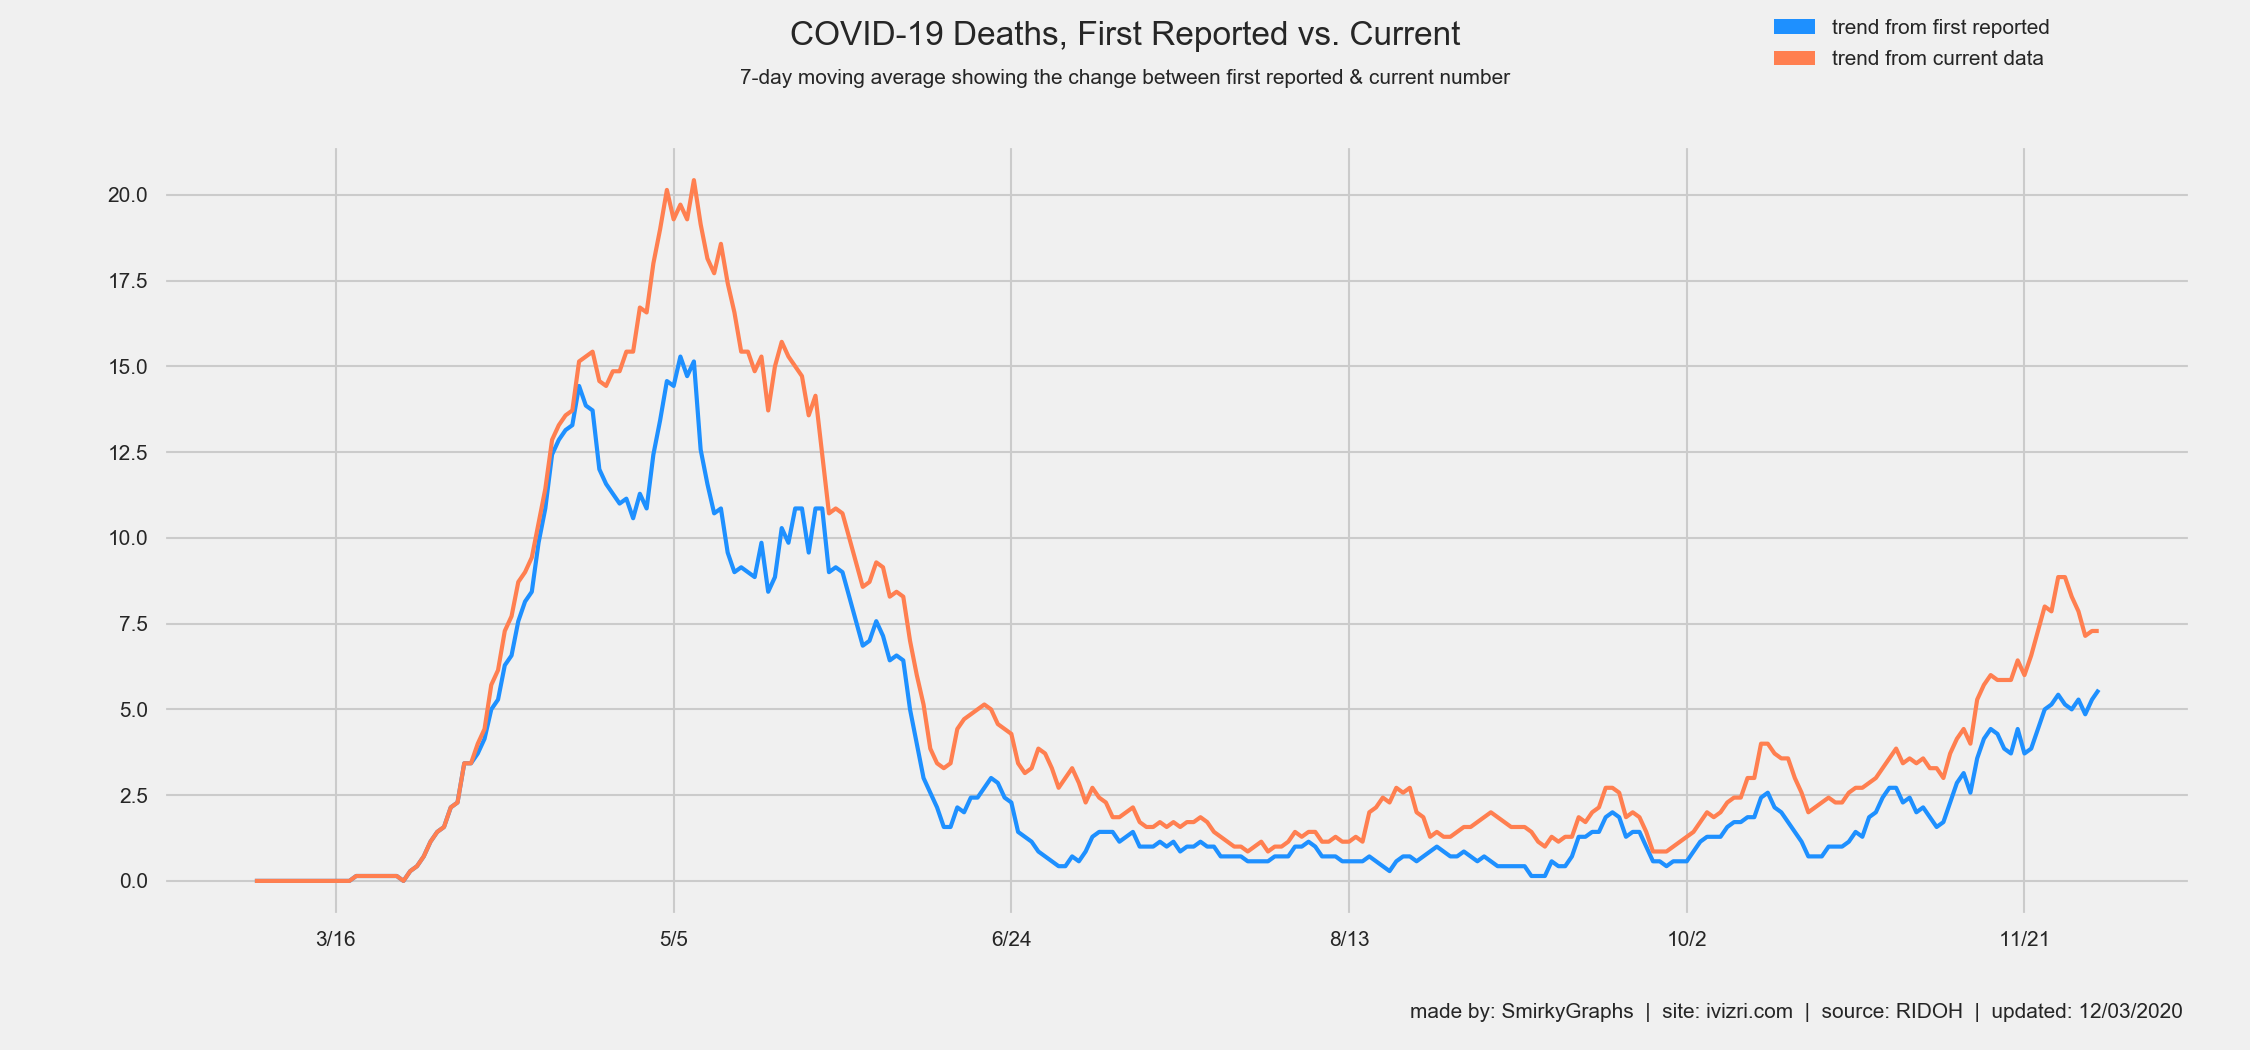 COVID-19 Deaths, First Reported vs. Current
7-day moving average showing the change between first reported & current number
trend from first reported
trend from current data
20.0
17.5
15.0
12.5
10.0
7.5
5.0
2.5
0.0
3/16 5/5 6/24 8/13 10/2 11/21
made by: SmirkyGraphs | site: ivizri.com | source: RIDOH | updated: 12/03/2020